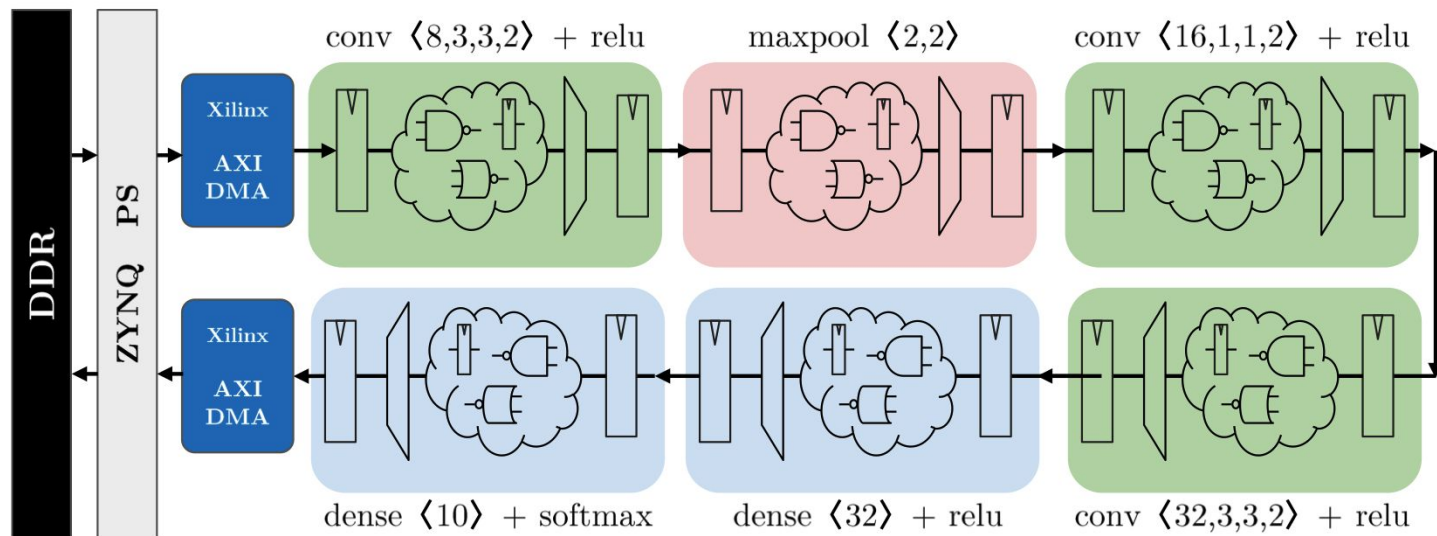 DDR
ZYNQ PS
conv ⟨8,3,3,2⟩ + relu
maxpool ⟨2,2⟩
conv ⟨16,1,1,2⟩ + relu
Xilinx
AXI
DMA
Xilinx
AXI
DMA
dense ⟨10⟩ + softmax
dense ⟨32⟩ + relu
conv ⟨32,3,3,2⟩ + relu